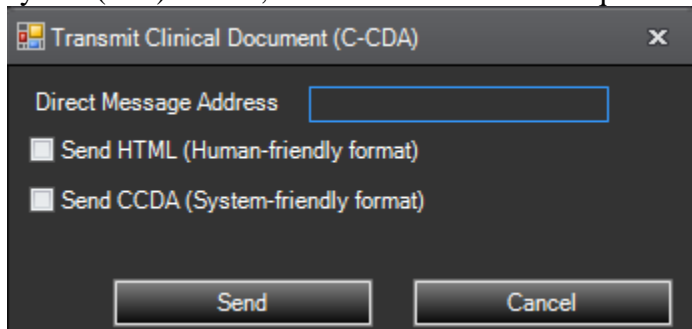 Transmit Clinical Document (C-CDA)
Direct Message Address
Send HTML (Human-friendly format)
Send CCDA (System-friendly format)
Send Cancel